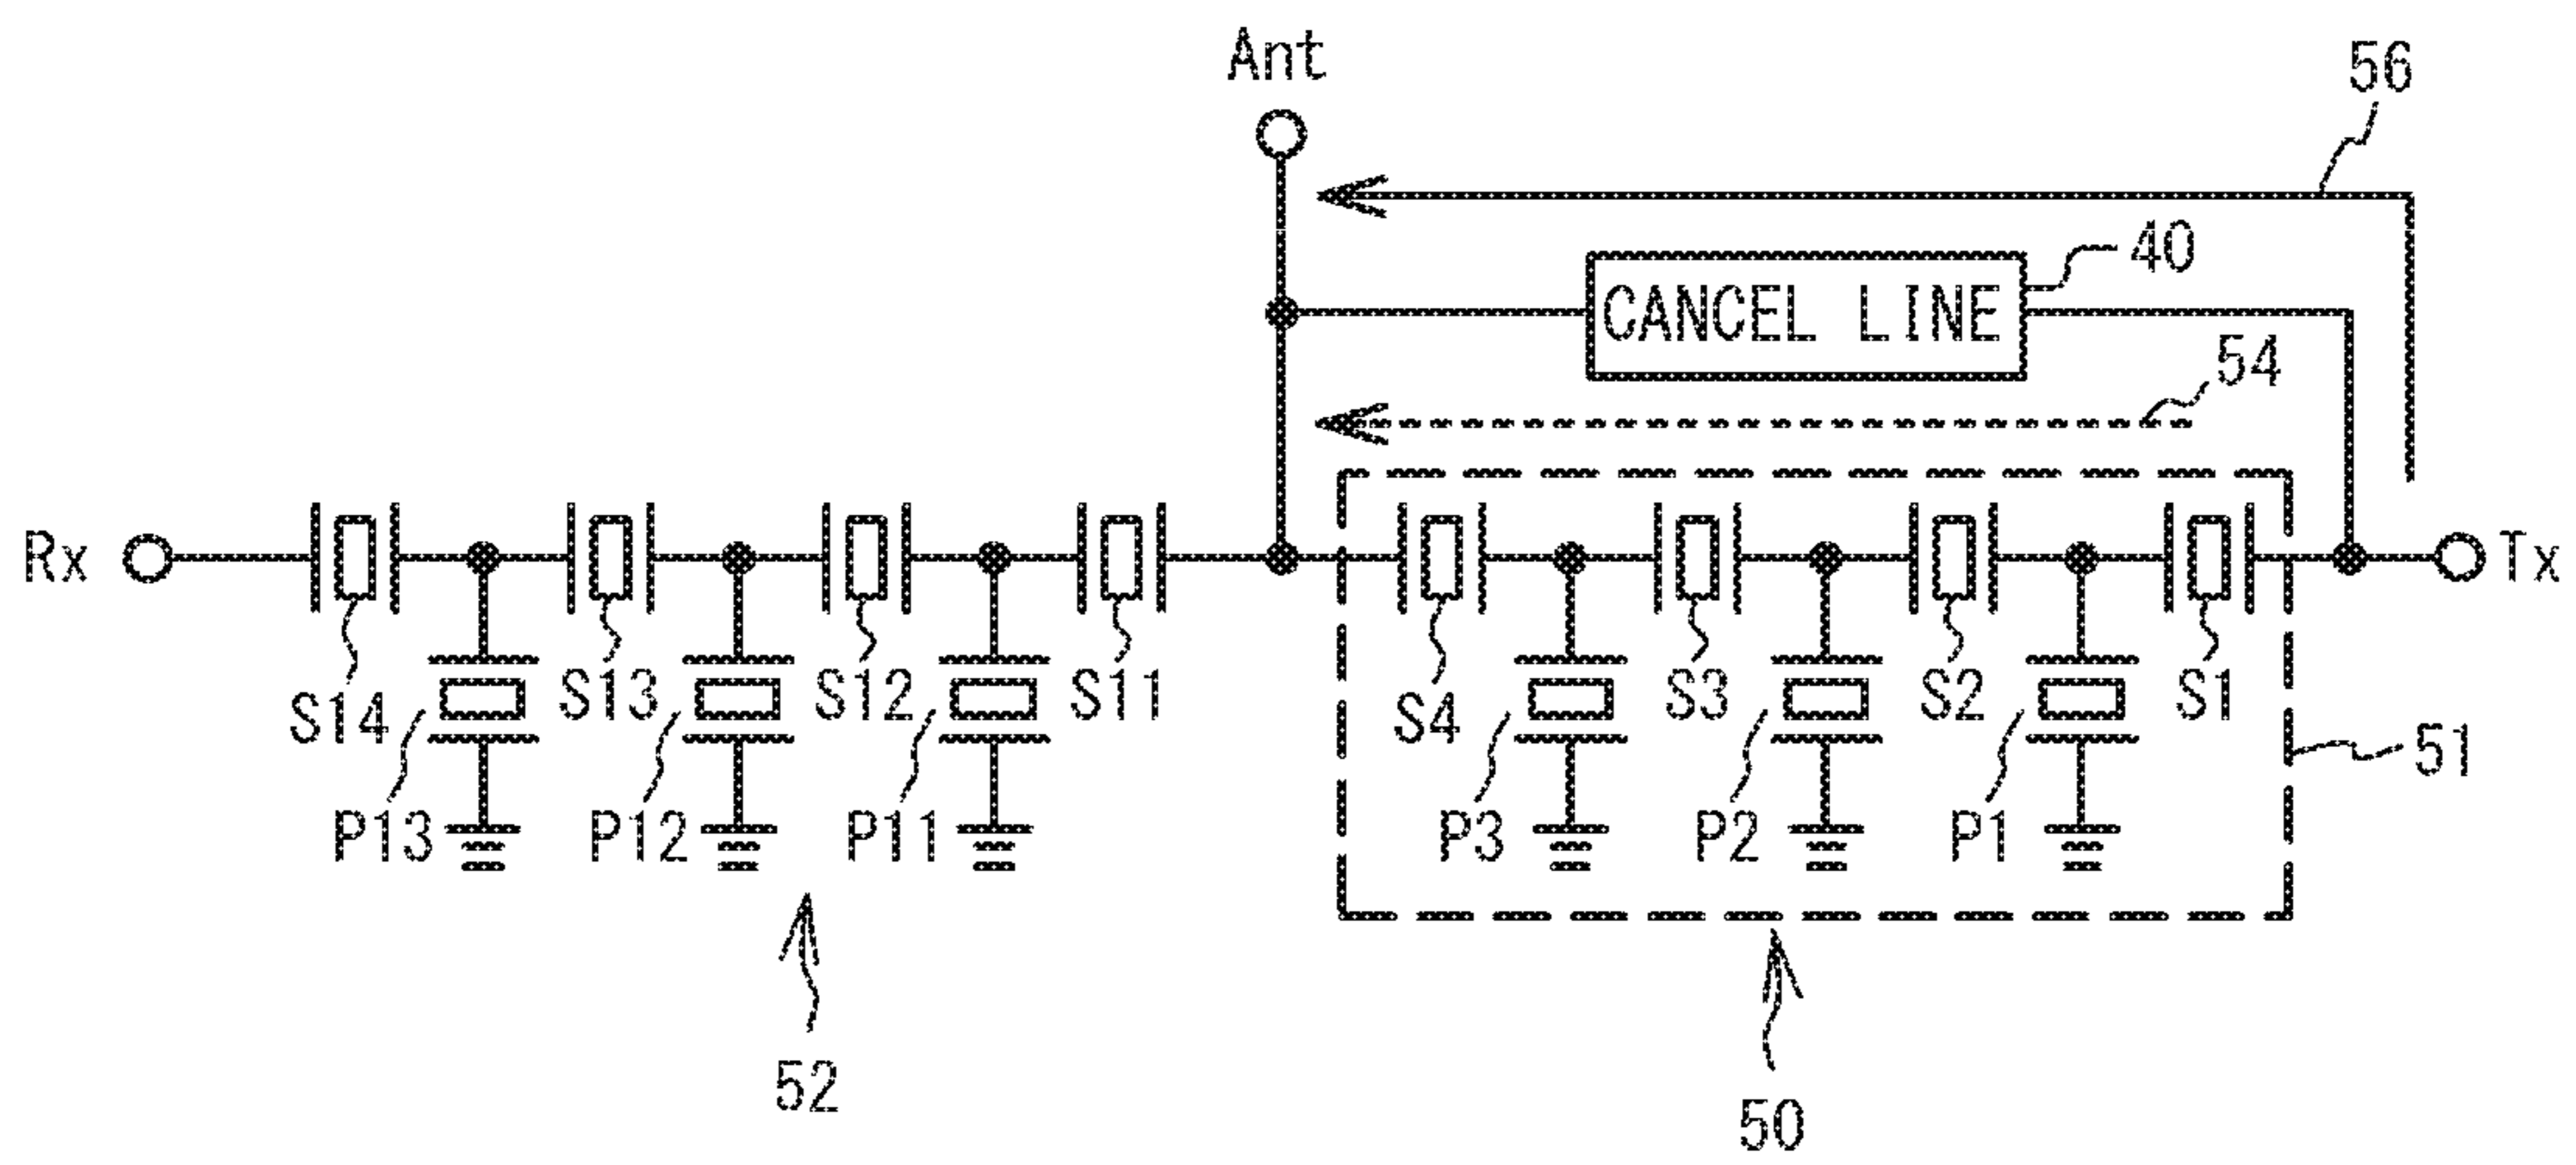 Ant
56
40
CANCEL LINE
54
Rx
Tx
S14
S13
S12
S11
S4
S3
S2
S1
51
P13
P12
P11
P3
P2
P1
52
50